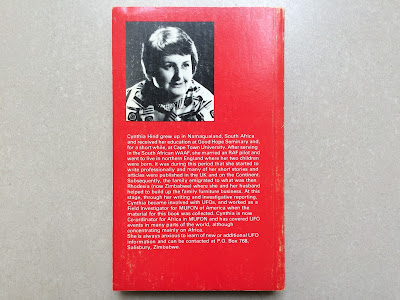 Cynthia Hind grew up in Namaqualand, South Africa
and received her education at Good Hope Seminary and,
for a short while, at Cape Town University. After serving
in the South African WAAF, she married an RAF pilot and
went to live in northern England where her two children
were born. It was during this period that she started to
write professionally and many of her short stories and
articles were published in the UK and on the Continent.
Subsequently, the family emigrated to what was then
Rhodesia (now Zimbabwe) where she and her husband
helped to build up the family furniture business. At this
stage, through her writing and investigative reporting,
Cynthia became involved with UFOs, and worked as a
Field Investigator for MUFON of America when the
material for this book was collected. Cynthia is now
Co-ordinator for Africa in MUFON and has covered UFO
events in many parts of the world, although
concentrating mainly on Africa.
She is always anxious to learn of new or additional UFO
information and can be contacted at P.O. Box 768,
Salisbury, Zimbabwe.